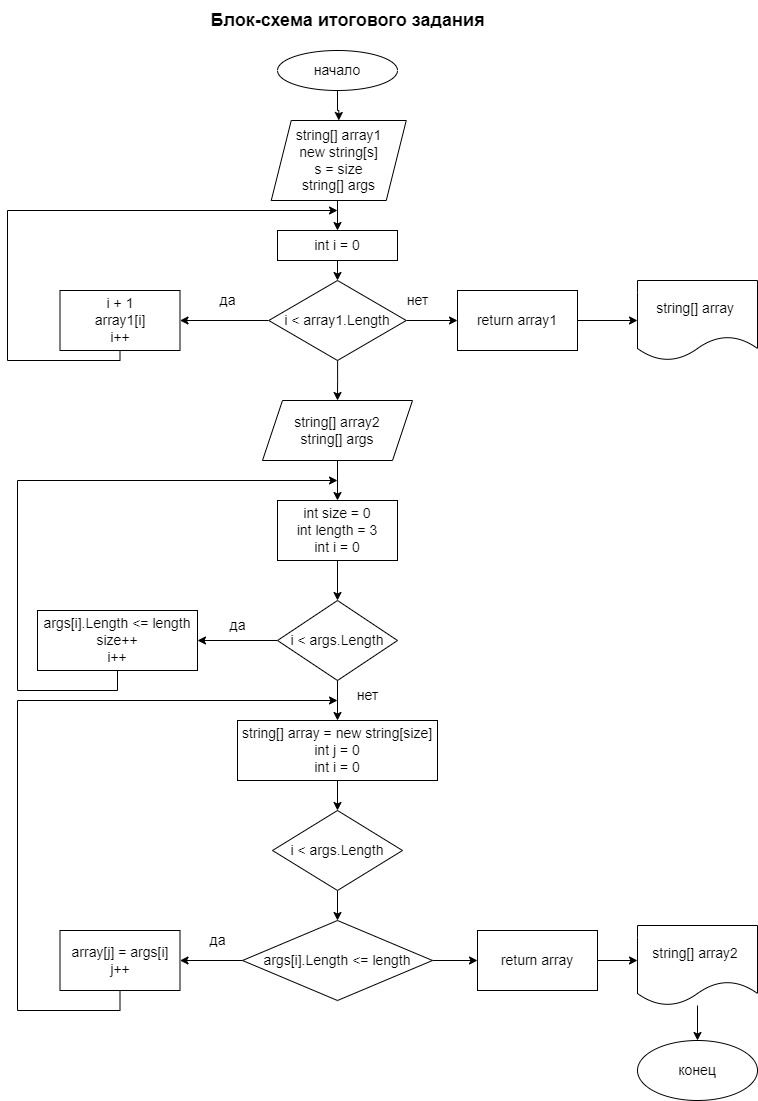 Блок-схема итогового задания
начало
string[] array1
new string[s]
s = size
string[] args
int i = 0
i + 1
array1[i]
i++
да
i < array1.Length
нет
return array1
string[] array
string[] array2
string[] args
int size = 0
int length = 3
int i = 0
args[i].Length <= length
size++
i++
да
i < args.Length
нет
string[] array = new string[size]
int j = 0
int i = 0
i < args.Length
array[j] = args[i]
j++
да
args[i].Length <= length
return array
string[] array2
конец